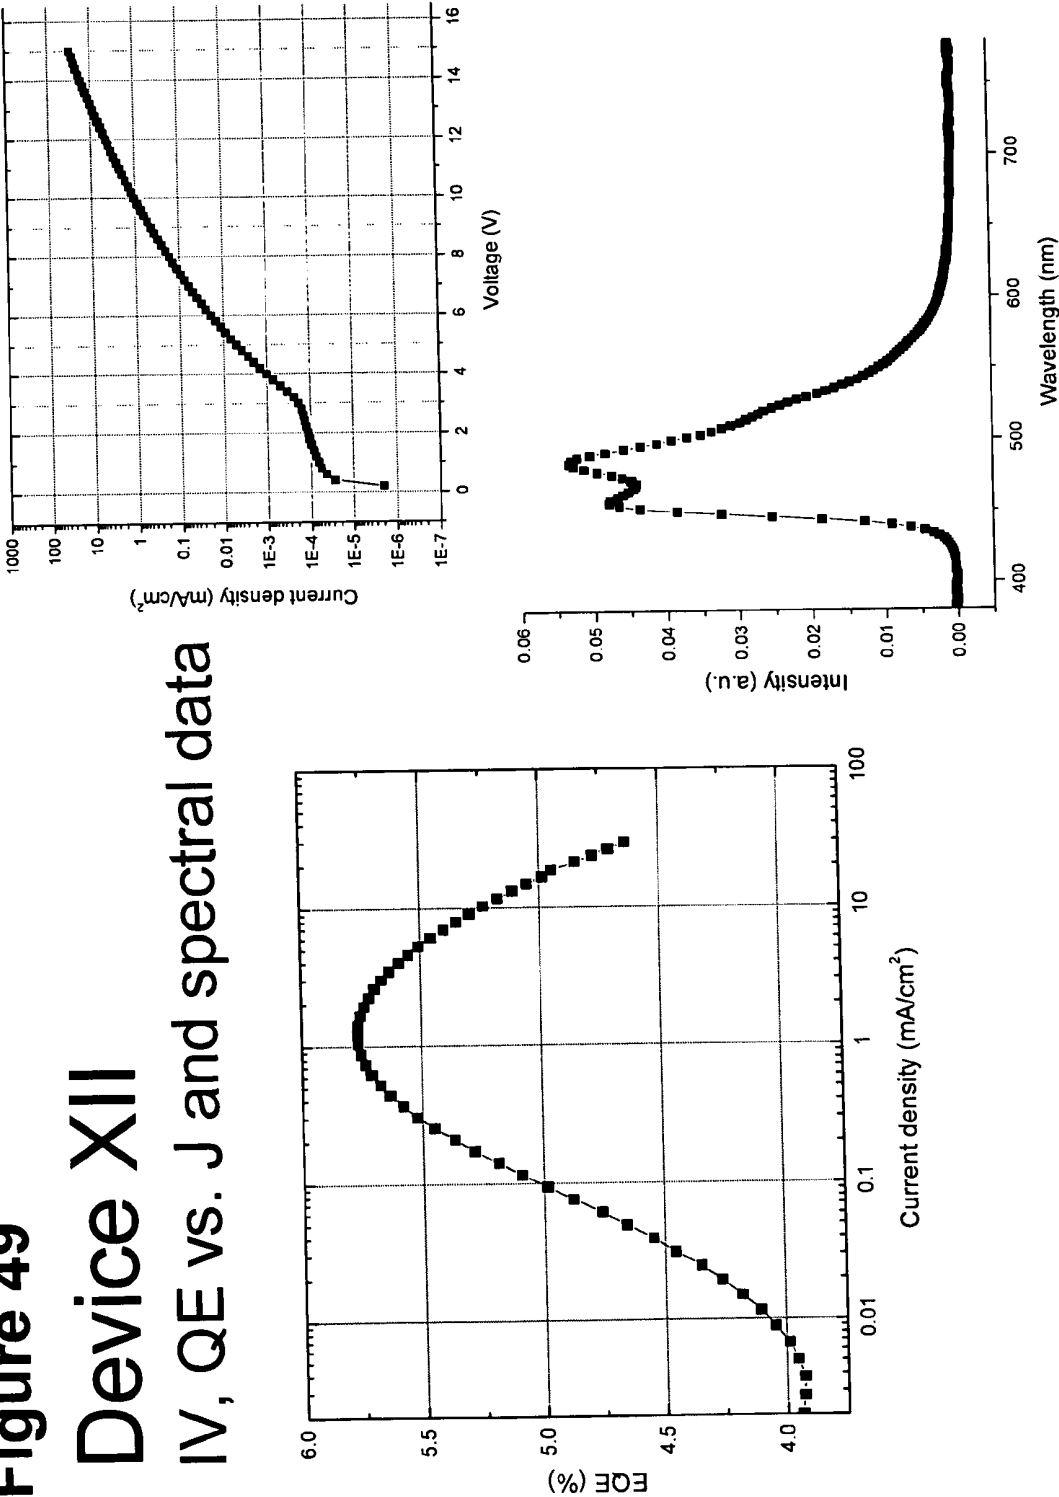 Figure 49
Device XII
IV, QE vs. J and spectral data
EQE (%)
6.0
5.5
5.0
4.5
4.0
0.01
0.1
1
10
100
Current density (mA/cm²)
Current density (mA/cm²)
1000
100
10
1
0.1
0.01
1E-3
1E-4
1E-5
1E-6
1E-7
0
2
4
6
8
10
12
14
16
Voltage (V)
Intensity (a.u.)
0.06
0.05
0.04
0.03
0.02
0.01
0.00
400
500
600
700
Wavelength (nm)